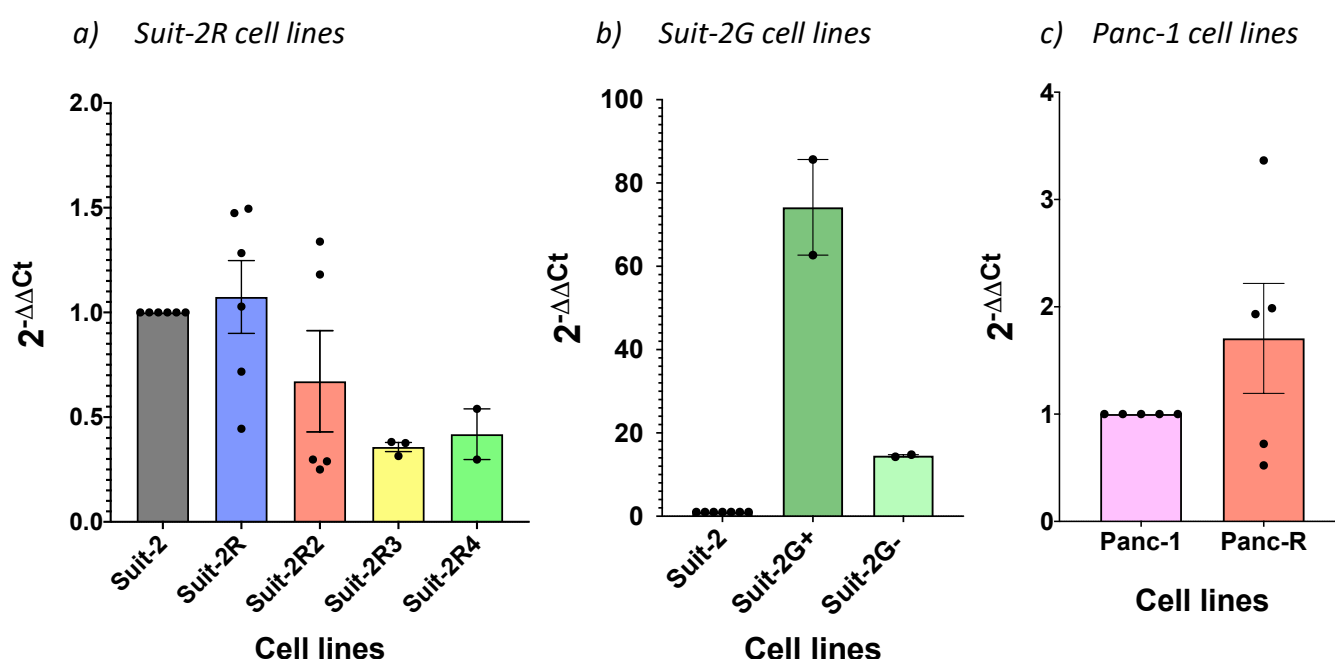 a) Suit-2R cell lines
2^-ΔΔCt
2.0
1.5
1.0
0.5
0.0
Suit-2
Suit-2R
Suit-2R2
Suit-2R3
Suit-2R4
Cell lines
b) Suit-2G cell lines
2^-ΔΔCt
100
80
60
40
20
0
Suit-2
Suit-2G+
Suit-2G-
Cell lines
c) Panc-1 cell lines
2^-ΔΔCt
4
3
2
1
0
Panc-1 Panc-R
Cell lines